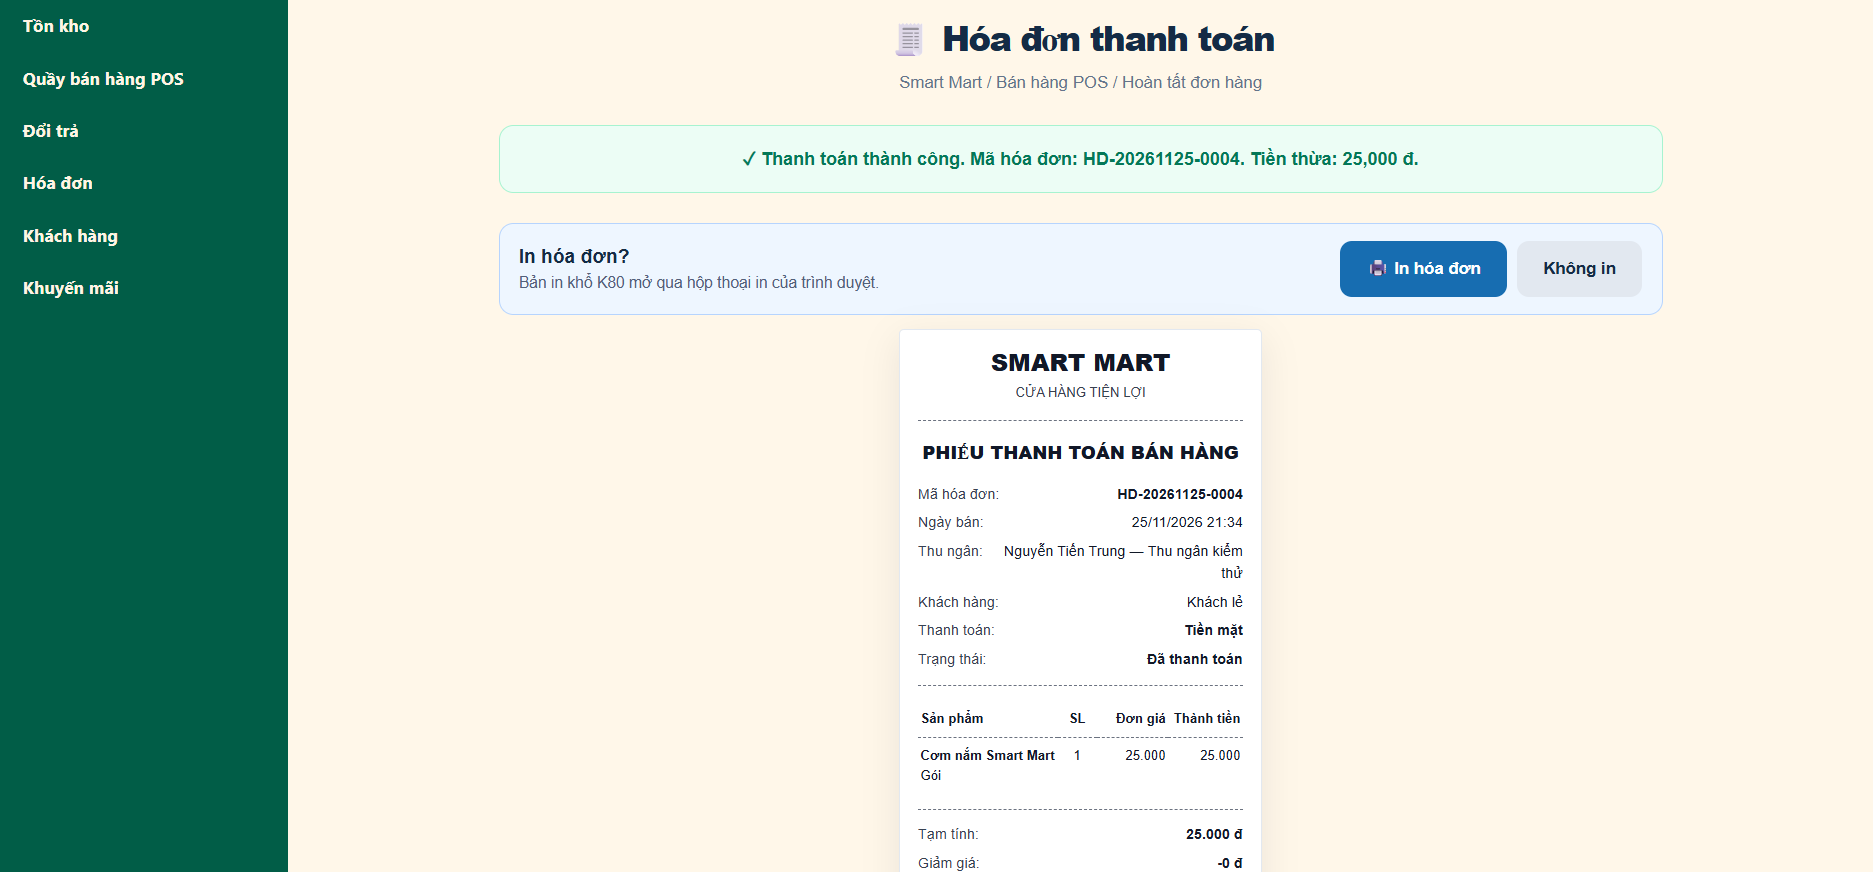 Tồn kho
Quầy bán hàng POS
Đổi trả
Hóa đơn
Khách hàng
Khuyến mãi
Hóa đơn thanh toán
Smart Mart / Bán hàng POS / Hoàn tất đơn hàng
✓ Thanh toán thành công. Mã hóa đơn: HD-20261125-0004. Tiền thừa: 25,000 đ.
In hóa đơn?
Bản in khổ K80 mở qua hộp thoại in của trình duyệt.
In hóa đơn
Không in
SMART MART
CỬA HÀNG TIỆN LỢI
PHIẾU THANH TOÁN BÁN HÀNG
Mã hóa đơn: HD-20261125-0004
Ngày bán: 25/11/2026 21:34
Thu ngân: Nguyễn Tiến Trung — Thu ngân kiểm
thử
Khách hàng: Khách lẻ
Thanh toán: Tiền mặt
Trạng thái: Đã thanh toán
Sản phẩm SL Đơn giá Thành tiền
Cơm nắm Smart Mart 1 25.000 25.000
Gói
Tạm tính: 25.000 đ
Giảm giá: -0 đ